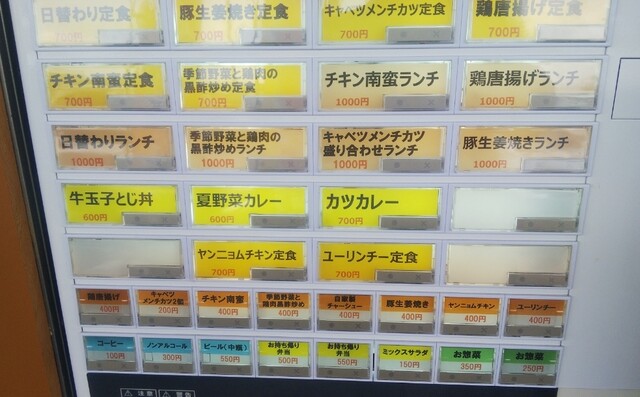 日替わり定食
700円
豚生姜焼き定食
700円
キャベツメンチカツ定食
700円
鶏唐揚げ定食
700円
チキン南蛮定食
700円
季節野菜と鶏肉の
黒酢炒め定食
700円
チキン南蛮ランチ
1000円
鶏唐揚げランチ
1000円
日替わりランチ
1000円
季節野菜と鶏肉の
黒酢炒めランチ
1000円
キャベツメンチカツ
盛り合わせランチ
1000円
豚生姜焼きランチ
1000円
牛玉子とじ丼
600円
夏野菜カレー
600円
カツカレー
700円
ヤンニョムチキン定食
700円
ユーリンチー定食
700円
鶏唐揚げ
400円
キャベツ
メンチカツ2個
200円
チキン南蛮
400円
季節野菜と
鶏肉黒酢炒め
400円
自家製
チャーシュー
400円
豚生姜焼き
400円
ヤンニョムチキン
400円
ユーリンチー
400円
コーヒー
100円
ノンアルコール
300円
ビール(中瓶)
550円
お持ち帰り
弁当
500円
お持ち帰り
弁当
550円
ミックスサラダ
150円
お惣菜
350円
お惣菜
250円
注意
警告